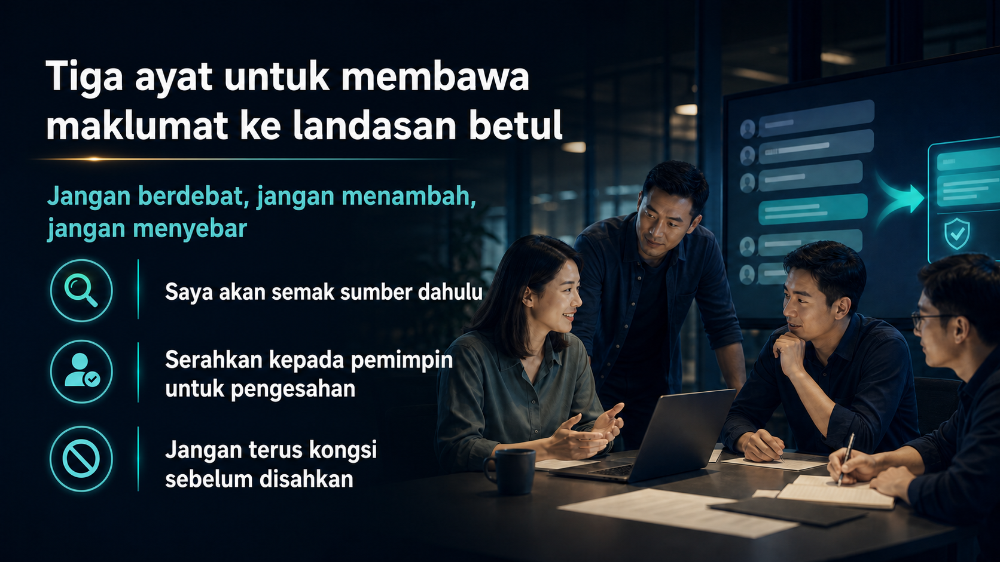 Tiga ayat untuk membawa
maklumat ke landasan betul
Jangan berdebat, jangan menambah,
jangan menyebar
Saya akan semak sumber dahulu
Serahkan kepada pemimpin
untuk pengesahan
Jangan terus kongsi
sebelum disahkan